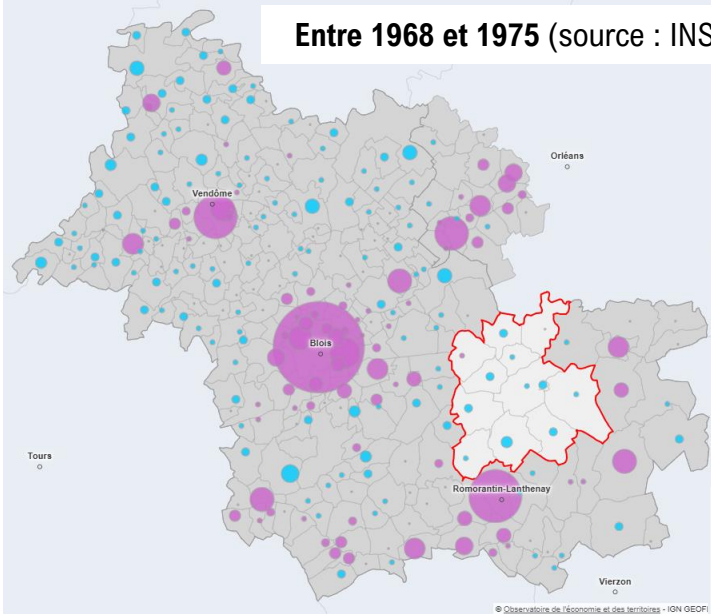 Entre 1968 et 1975 (source : INS
Orléans
Vendôme
Blois
Tours
Romorantin-Lanthenay
Vierzon
© Observatoire de l'économie et des territoires - IGN GEOFI